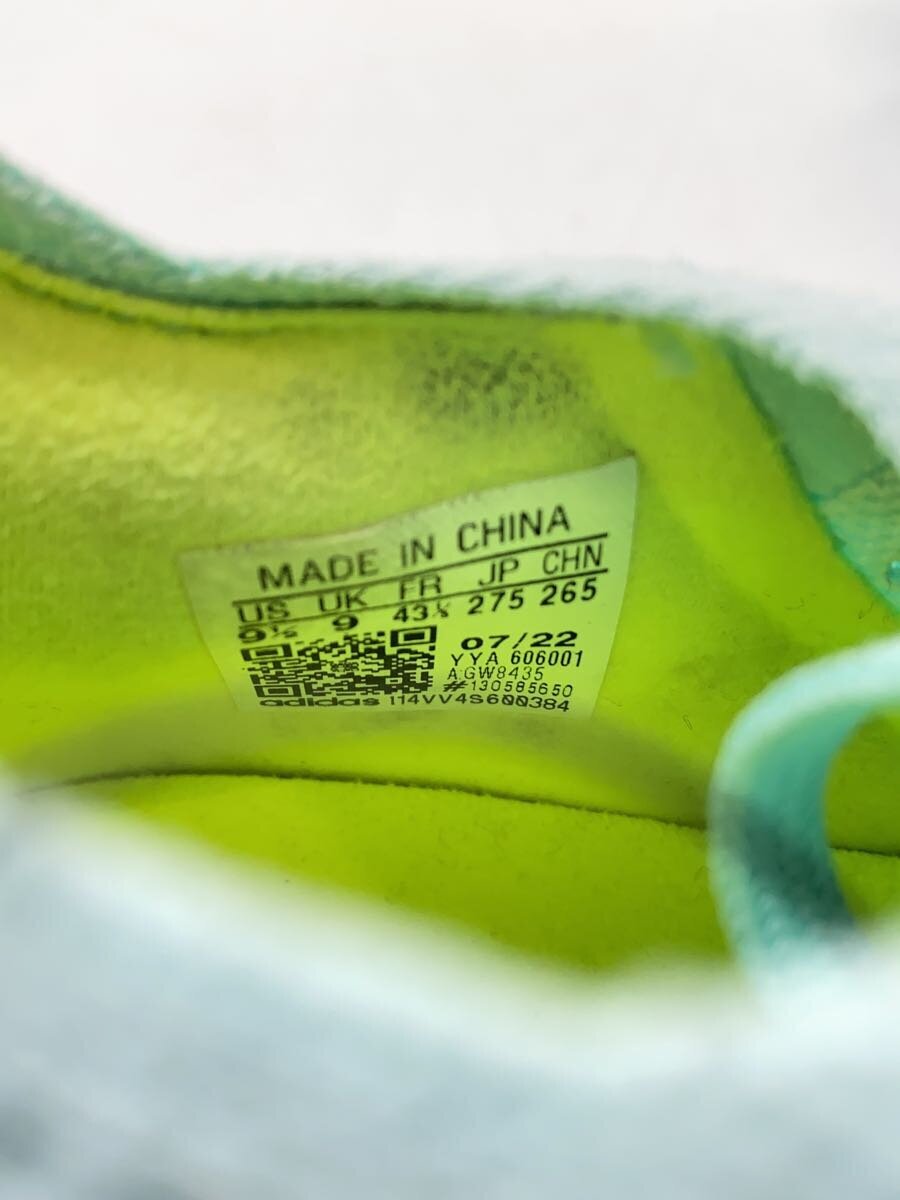 MADE IN CHINA
US UK FR JP CHN
9½ 9 43⅓ 275 265
07/22
YYA 606001
A:GW8435
#130585650
adidas 114VV4S600384